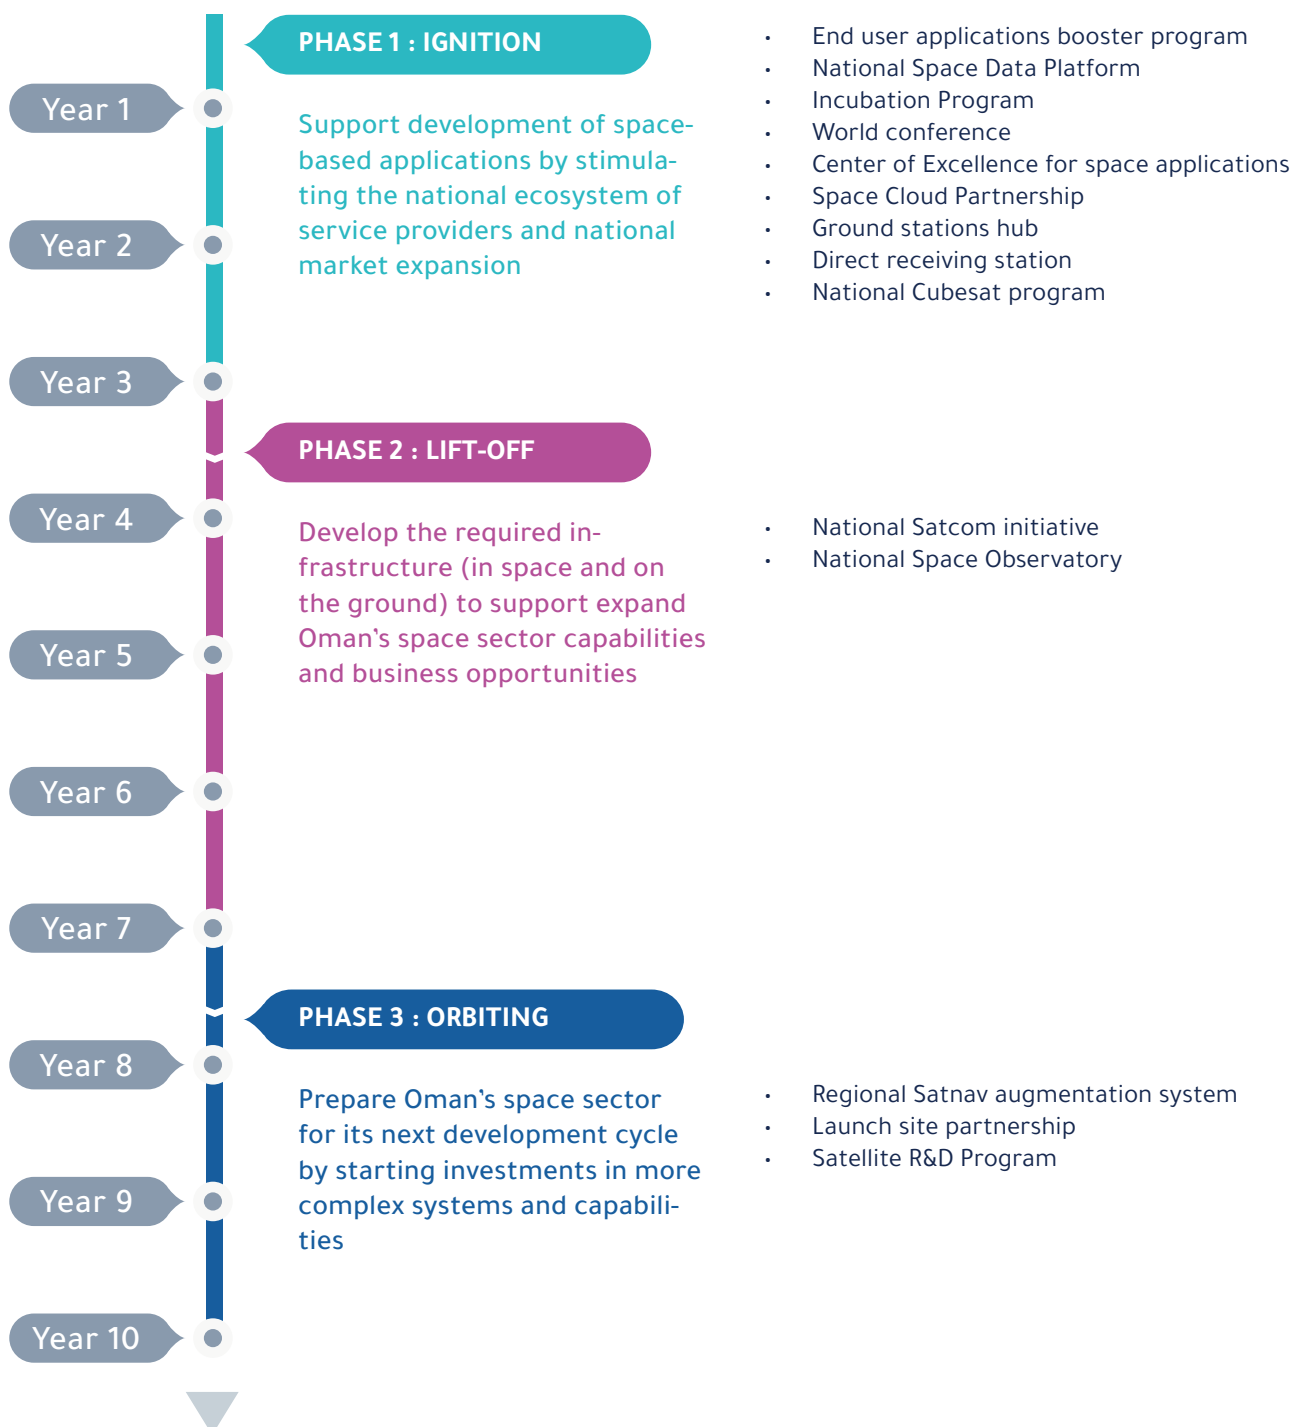 PHASE 1 : IGNITION
Year 1
Support development of space-
based applications by stimula-
ting the national ecosystem of
service providers and national
market expansion
• End user applications booster program
• National Space Data Platform
• Incubation Program
• World conference
• Center of Excellence for space applications
• Space Cloud Partnership
• Ground stations hub
• Direct receiving station
• National Cubesat program
Year 2
Year 3
PHASE 2 : LIFT-OFF
Year 4
Develop the required in-
frastructure (in space and on
the ground) to support expand
Oman's space sector capabilities
and business opportunities
• National Satcom initiative
• National Space Observatory
Year 5
Year 6
Year 7
PHASE 3 : ORBITING
Year 8
Prepare Oman's space sector
for its next development cycle
by starting investments in more
complex systems and capabili-
ties
• Regional Satnav augmentation system
• Launch site partnership
• Satellite R&D Program
Year 9
Year 10